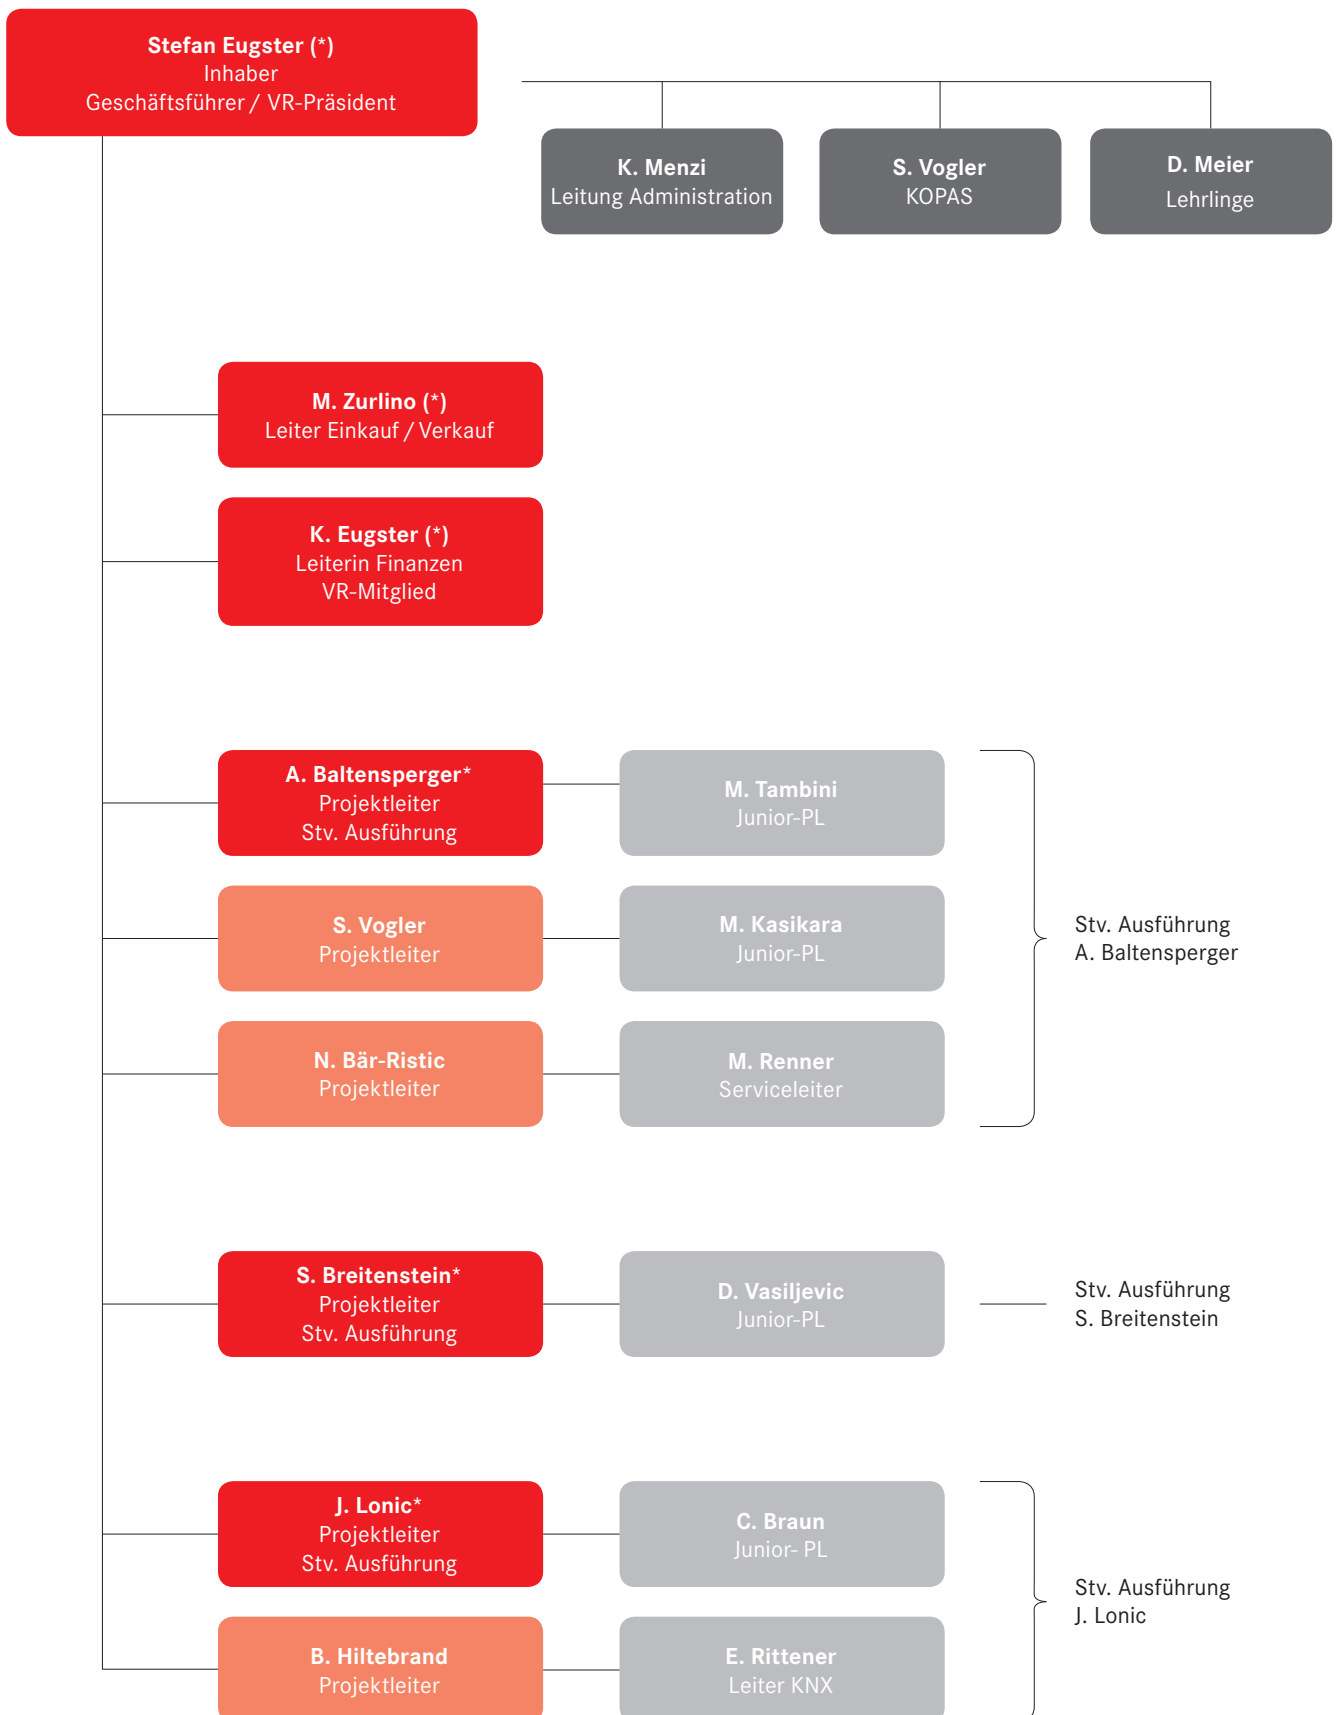 Stefan Eugster (*)
Inhaber
Geschäftsführer / VR-Präsident
K. Menzi
Leitung Administration
S. Vogler
KOPAS
D. Meier
Lehrlinge
M. Zurlino (*)
Leiter Einkauf / Verkauf
K. Eugster (*)
Leiterin Finanzen
VR-Mitglied
A. Baltensperger*
Projektleiter
Stv. Ausführung
M. Tambini
Junior-PL
S. Vogler
Projektleiter
M. Kasikara
Junior-PL
Stv. Ausführung
A. Baltensperger
N. Bär-Ristic
Projektleiter
M. Renner
Serviceleiter
S. Breitenstein*
Projektleiter
Stv. Ausführung
D. Vasiljevic
Junior-PL
Stv. Ausführung
S. Breitenstein
J. Lonic*
Projektleiter
Stv. Ausführung
C. Braun
Junior- PL
Stv. Ausführung
J. Lonic
B. Hiltebrand
Projektleiter
E. Rittener
Leiter KNX